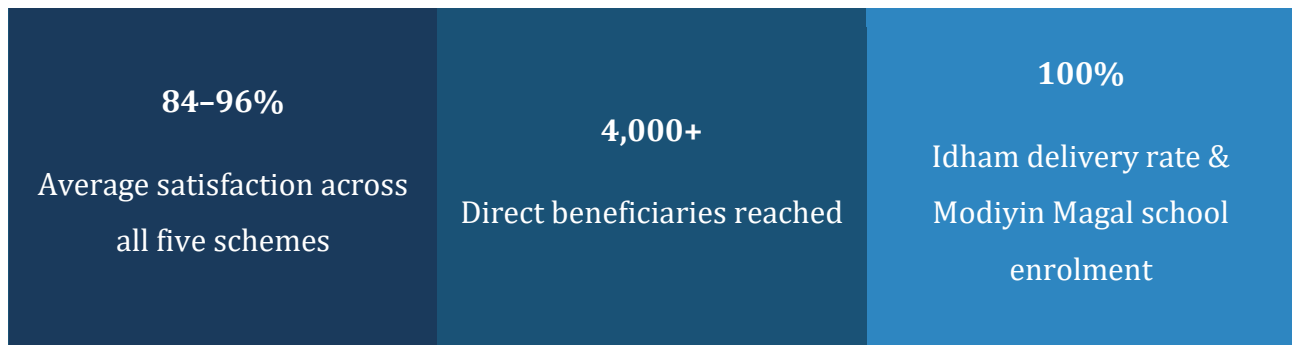 84–96%
Average satisfaction across
all five schemes
4,000+
Direct beneficiaries reached
100%
Idham delivery rate &
Modiyin Magal school
enrolment